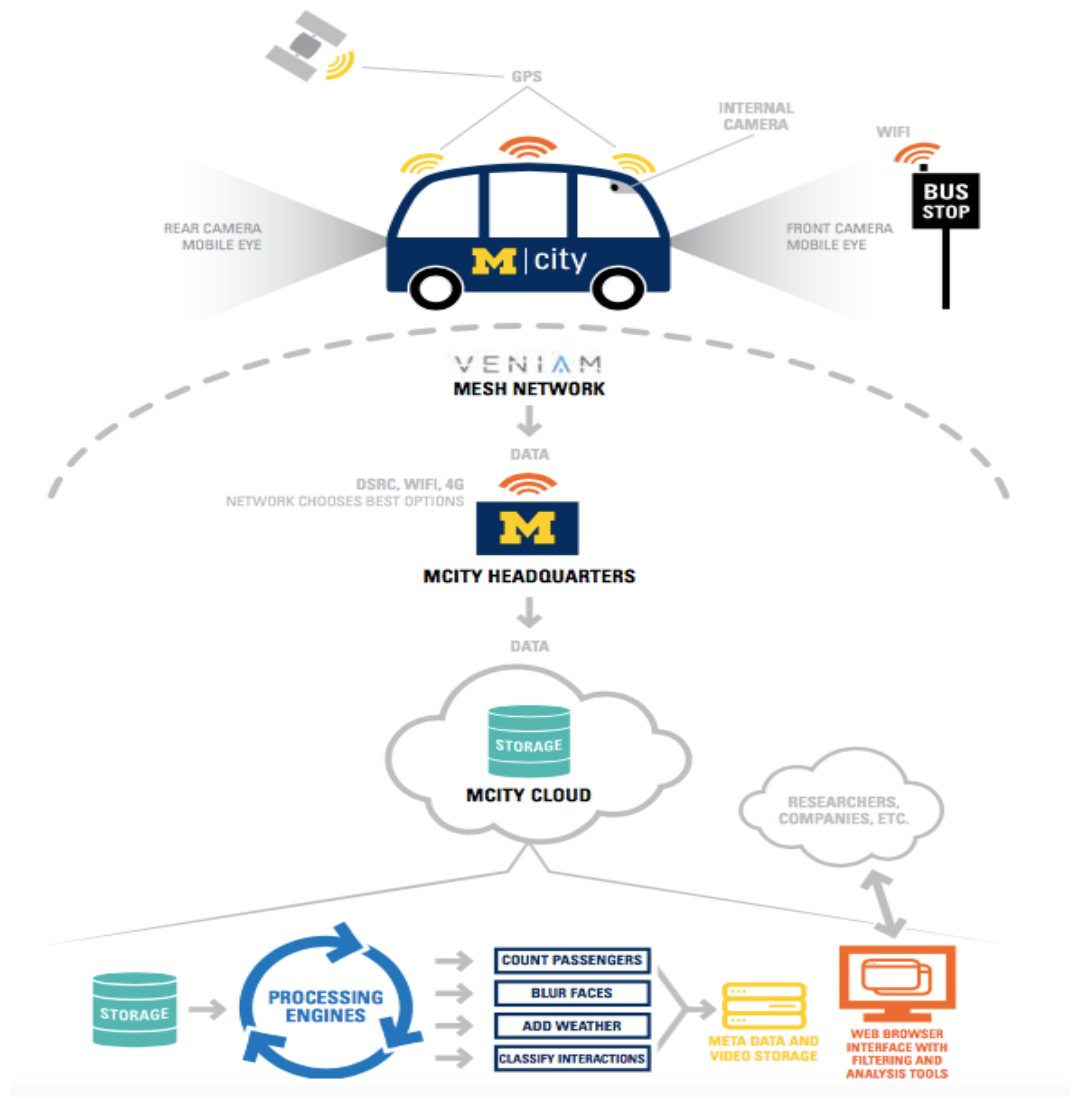 GPS
INTERNAL
CAMERA
WIFI
BUS
STOP
REAR CAMERA
MOBILE EYE
FRONT CAMERA
MOBILE EYE
M | city
VENIAM
MESH NETWORK
DATA
DSRC, WIFI, 4G
NETWORK CHOOSES BEST OPTIONS
M
MCITY HEADQUARTERS
DATA
STORAGE
MCITY CLOUD
RESEARCHERS,
COMPANIES, ETC.
STORAGE
PROCESSING
ENGINES
COUNT PASSENGERS
BLUR FACES
ADD WEATHER
CLASSIFY INTERACTIONS
META DATA AND
VIDEO STORAGE
WEB BROWSER
INTERFACE WITH
FILTERING AND
ANALYSIS TOOLS